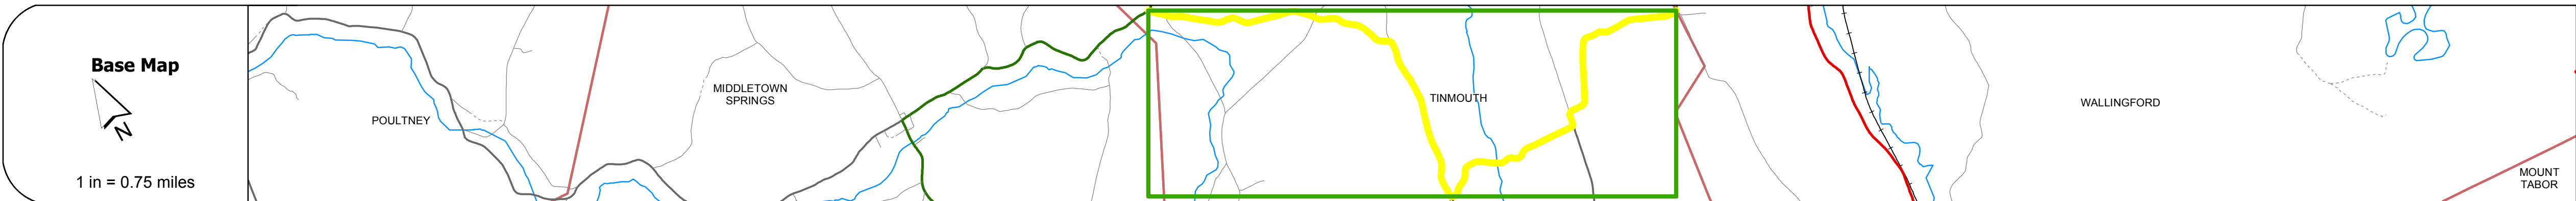 Base Map
N
1 in = 0.75 miles
POULTNEY
MIDDLETOWN
SPRINGS
TINMOUTH
WALLINGFORD
MOUNT
TABOR